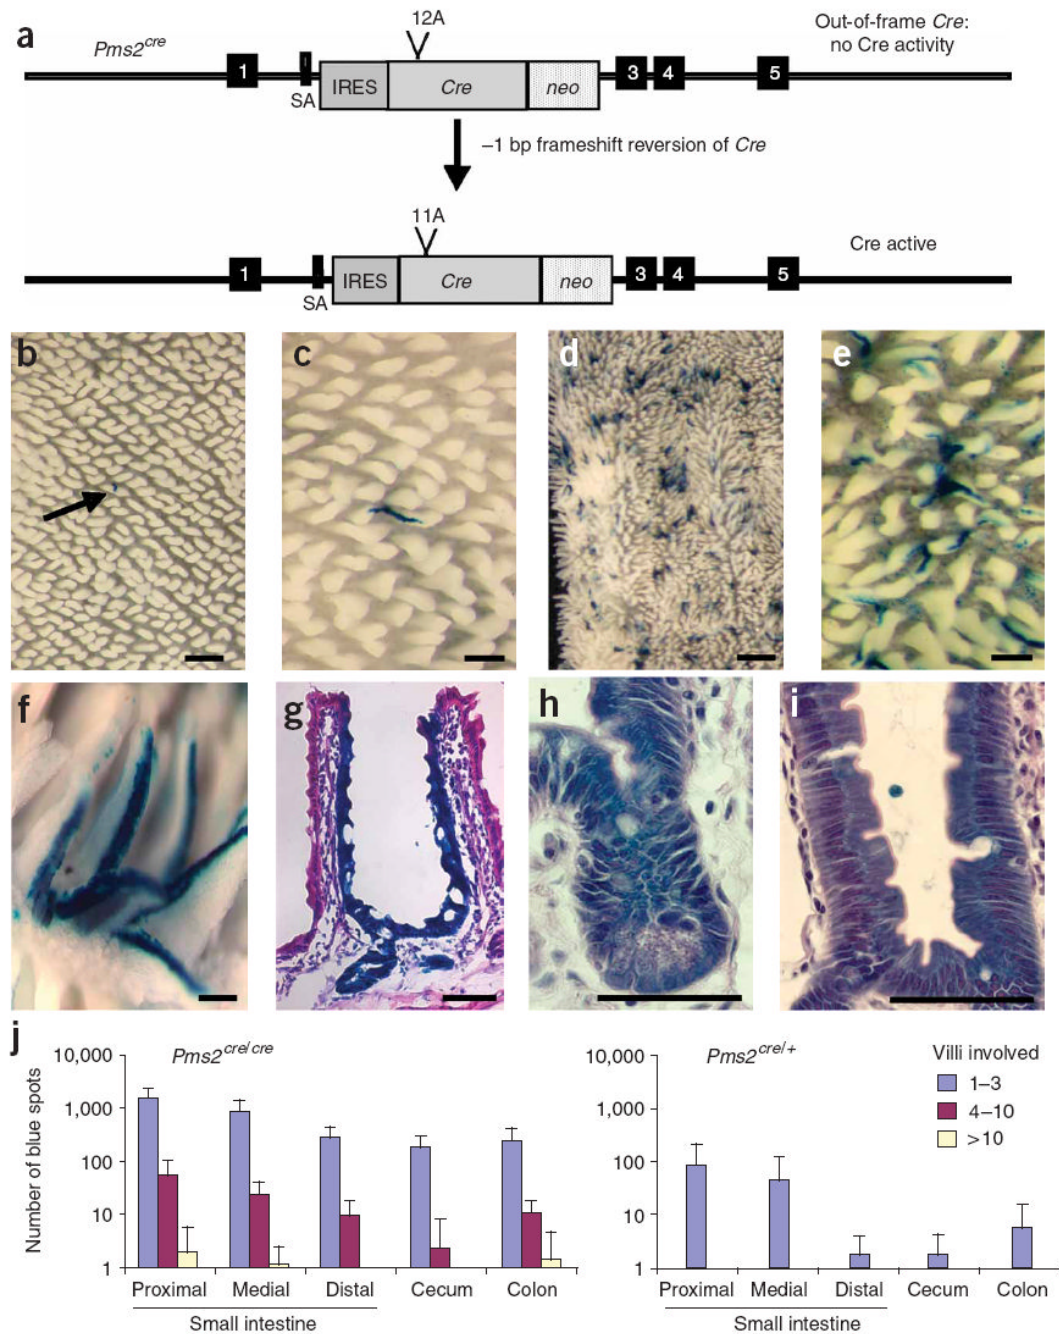 a
Pms2cre
12A
Out-of-frame Cre:
no Cre activity
1
SA
IRES
Cre
neo
3
4
5
–1 bp frameshift reversion of Cre
11A
Cre active
1
SA
IRES
Cre
neo
3
4
5
b
c
d
e
f
g
h
i
j
Number of blue spots
10,000
1,000
100
10
1
Pms2cre/cre
Proximal
Medial
Distal
Cecum
Colon
Small intestine
10,000
1,000
100
10
1
Pms2cre/+
Proximal
Medial
Distal
Cecum
Colon
Small intestine
Villi involved
1–3
4–10
>10